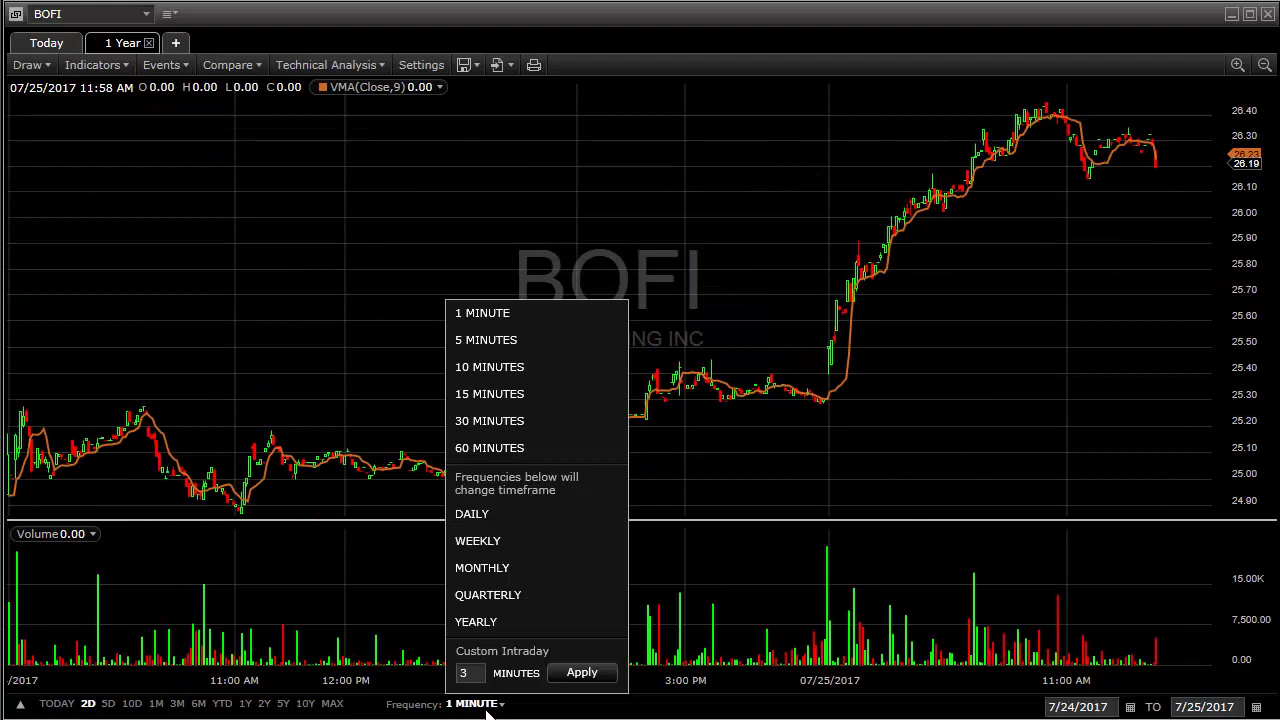 BOFI
Today
1 Year
+
Draw Indicators Events Compare Technical Analysis Settings
07/25/2017 11:58 AM O 0.00 H 0.00 L 0.00 C 0.00 VMA(Close,9) 0.00
26.40
26.30
26.22
26.19
26.10
26.00
25.90
25.80
25.70
25.60
25.50
25.40
25.30
25.20
25.10
25.00
24.90
BOFI
NG INC
1 MINUTE
5 MINUTES
10 MINUTES
15 MINUTES
30 MINUTES
60 MINUTES
Frequencies below will
change timeframe
DAILY
WEEKLY
MONTHLY
QUARTERLY
YEARLY
Custom Intraday
3 MINUTES Apply
Volume 0.00
15.00K
7,500.00
0.00
/2017 11:00 AM 12:00 PM 3:00 PM 07/25/2017 11:00 AM
TODAY 2D 5D 10D 1M 3M 6M YTD 1Y 2Y 5Y 10Y MAX Frequency: 1 MINUTE 7/24/2017 TO 7/25/2017